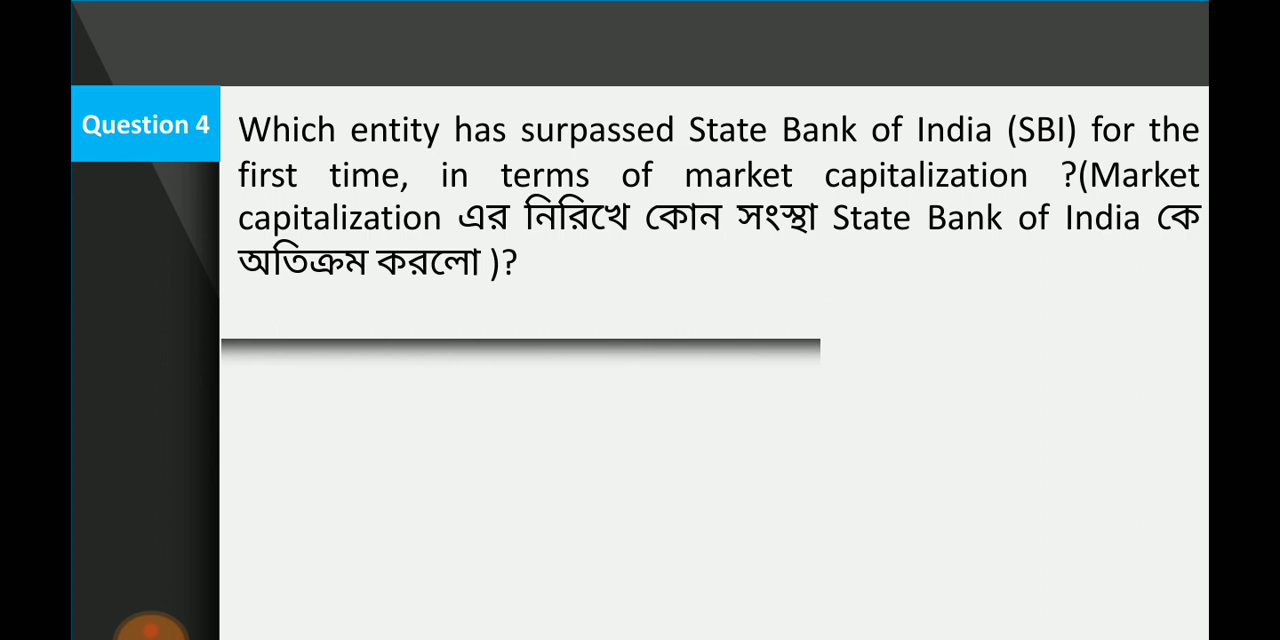 Question 4
Which entity has surpassed State Bank of India (SBI) for the
first time, in terms of market capitalization ?(Market
capitalization এর নিরিখে কোন সংস্থা State Bank of India কে
অতিক্রম করলো )?